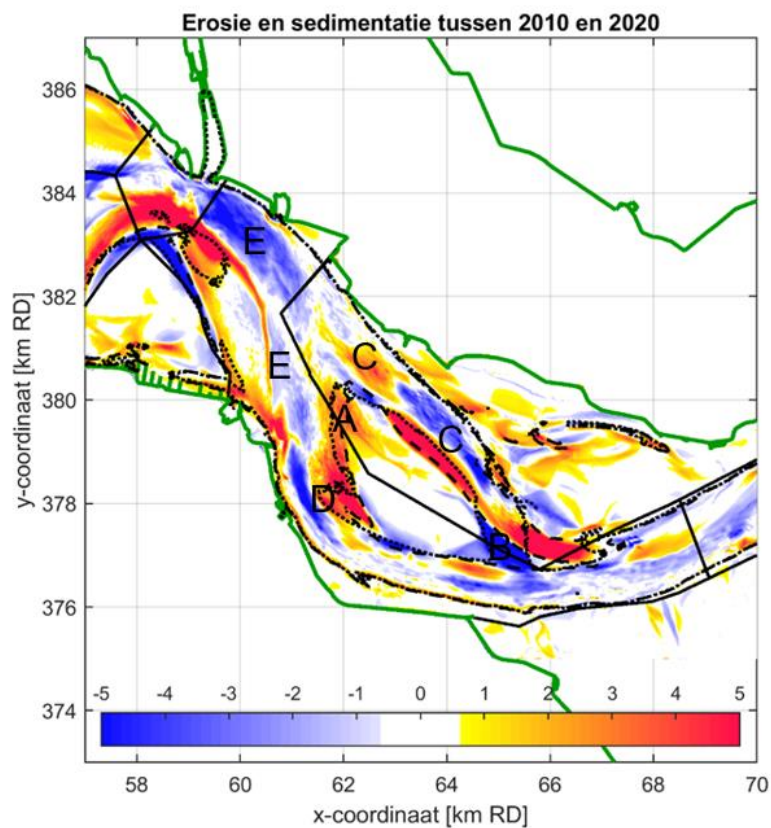 Erosie en sedimentatie tussen 2010 en 2020
386
384
382
380
378
376
374
y-coordinaat [km RD]
E
E
C
A
C
D
B
-5 -4 -3 -2 -1 0 1 2 3 4 5
58 60 62 64 66 68 70
x-coordinaat [km RD]